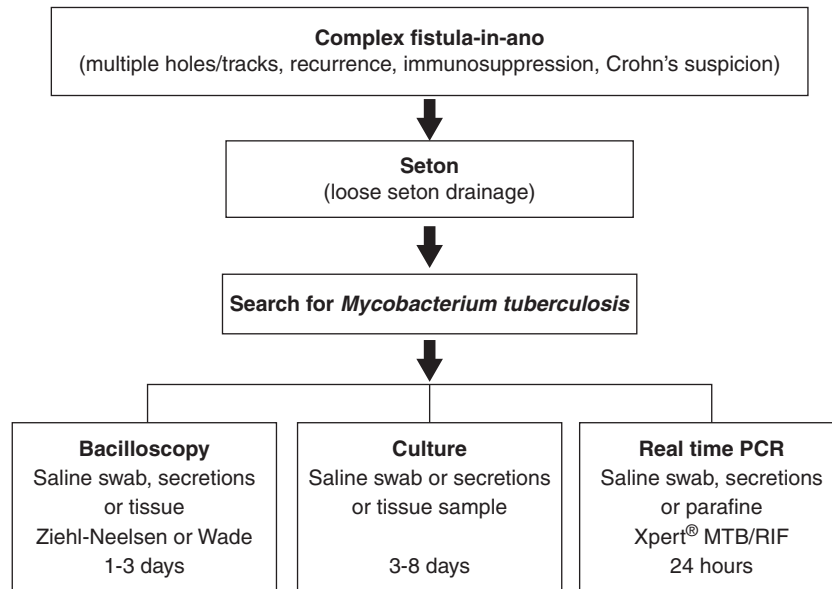 Complex fistula-in-ano
(multiple holes/tracks, recurrence, immunosuppression, Crohn's suspicion)
Seton
(loose seton drainage)
Search for Mycobacterium tuberculosis
Bacilloscopy
Saline swab, secretions
or tissue
Ziehl-Neelsen or Wade
1-3 days
Culture
Saline swab or secretions
or tissue sample
3-8 days
Real time PCR
Saline swab, secretions
or parafine
Xpert® MTB/RIF
24 hours